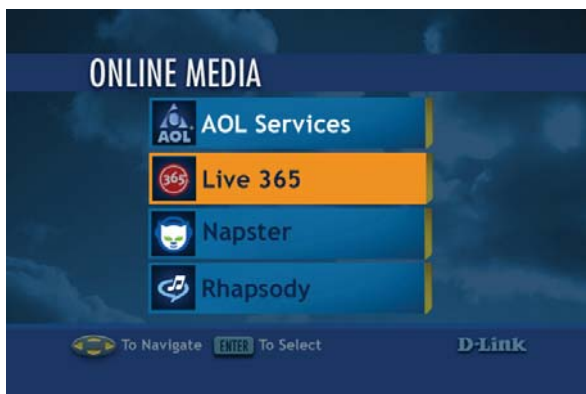 ONLINE MEDIA
AOL AOL Services
365 Live 365
Napster
Rhapsody
To Navigate ENTER To Select D-Link